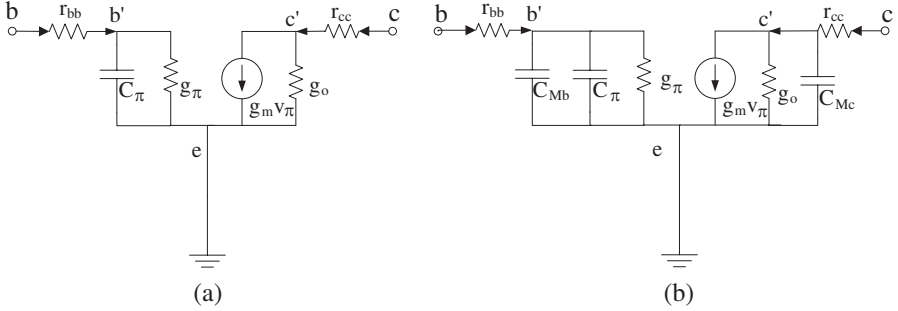 b r_bb b' c' r_cc c
C_π g_π g_m v_π g_o
e
(a)
b r_bb b' c' r_cc c
C_Mb C_π g_π g_m v_π g_o C_Mc
e
(b)